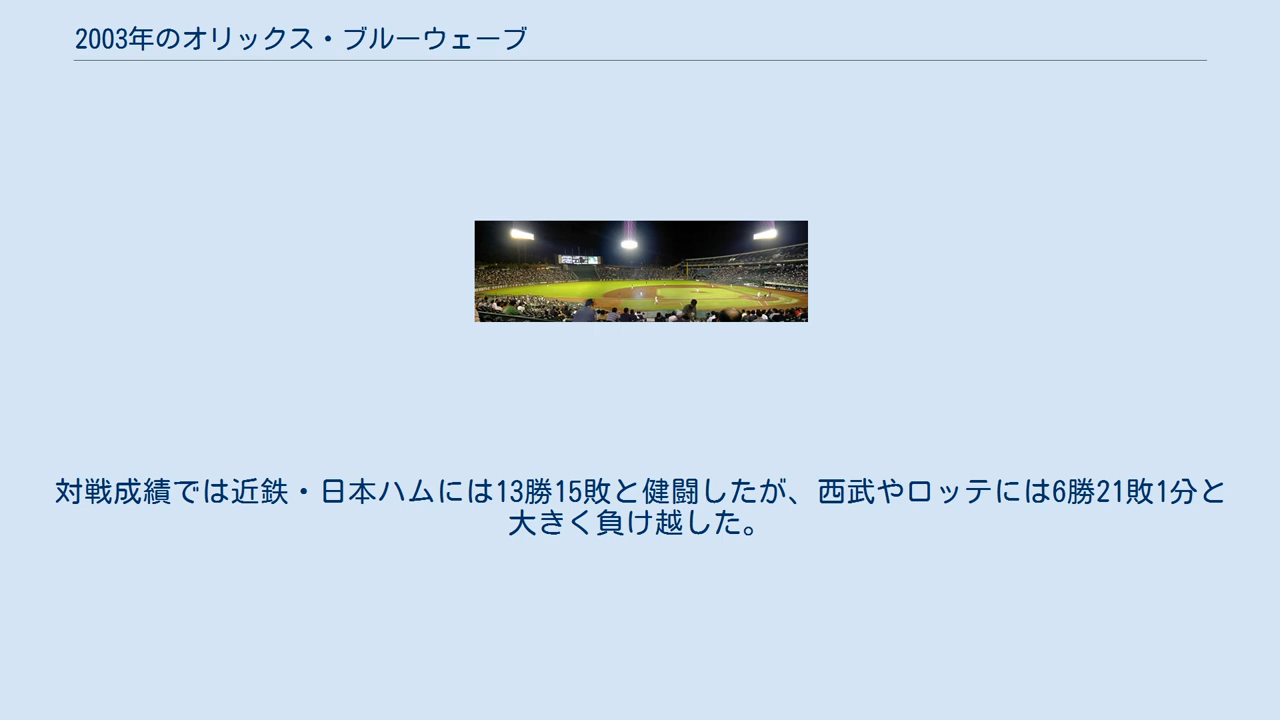 2003年のオリックス・ブルーウェーブ
対戦成績では近鉄・日本ハムには13勝15敗と健闘したが、西武やロッテには6勝21敗1分と
大きく負け越した。